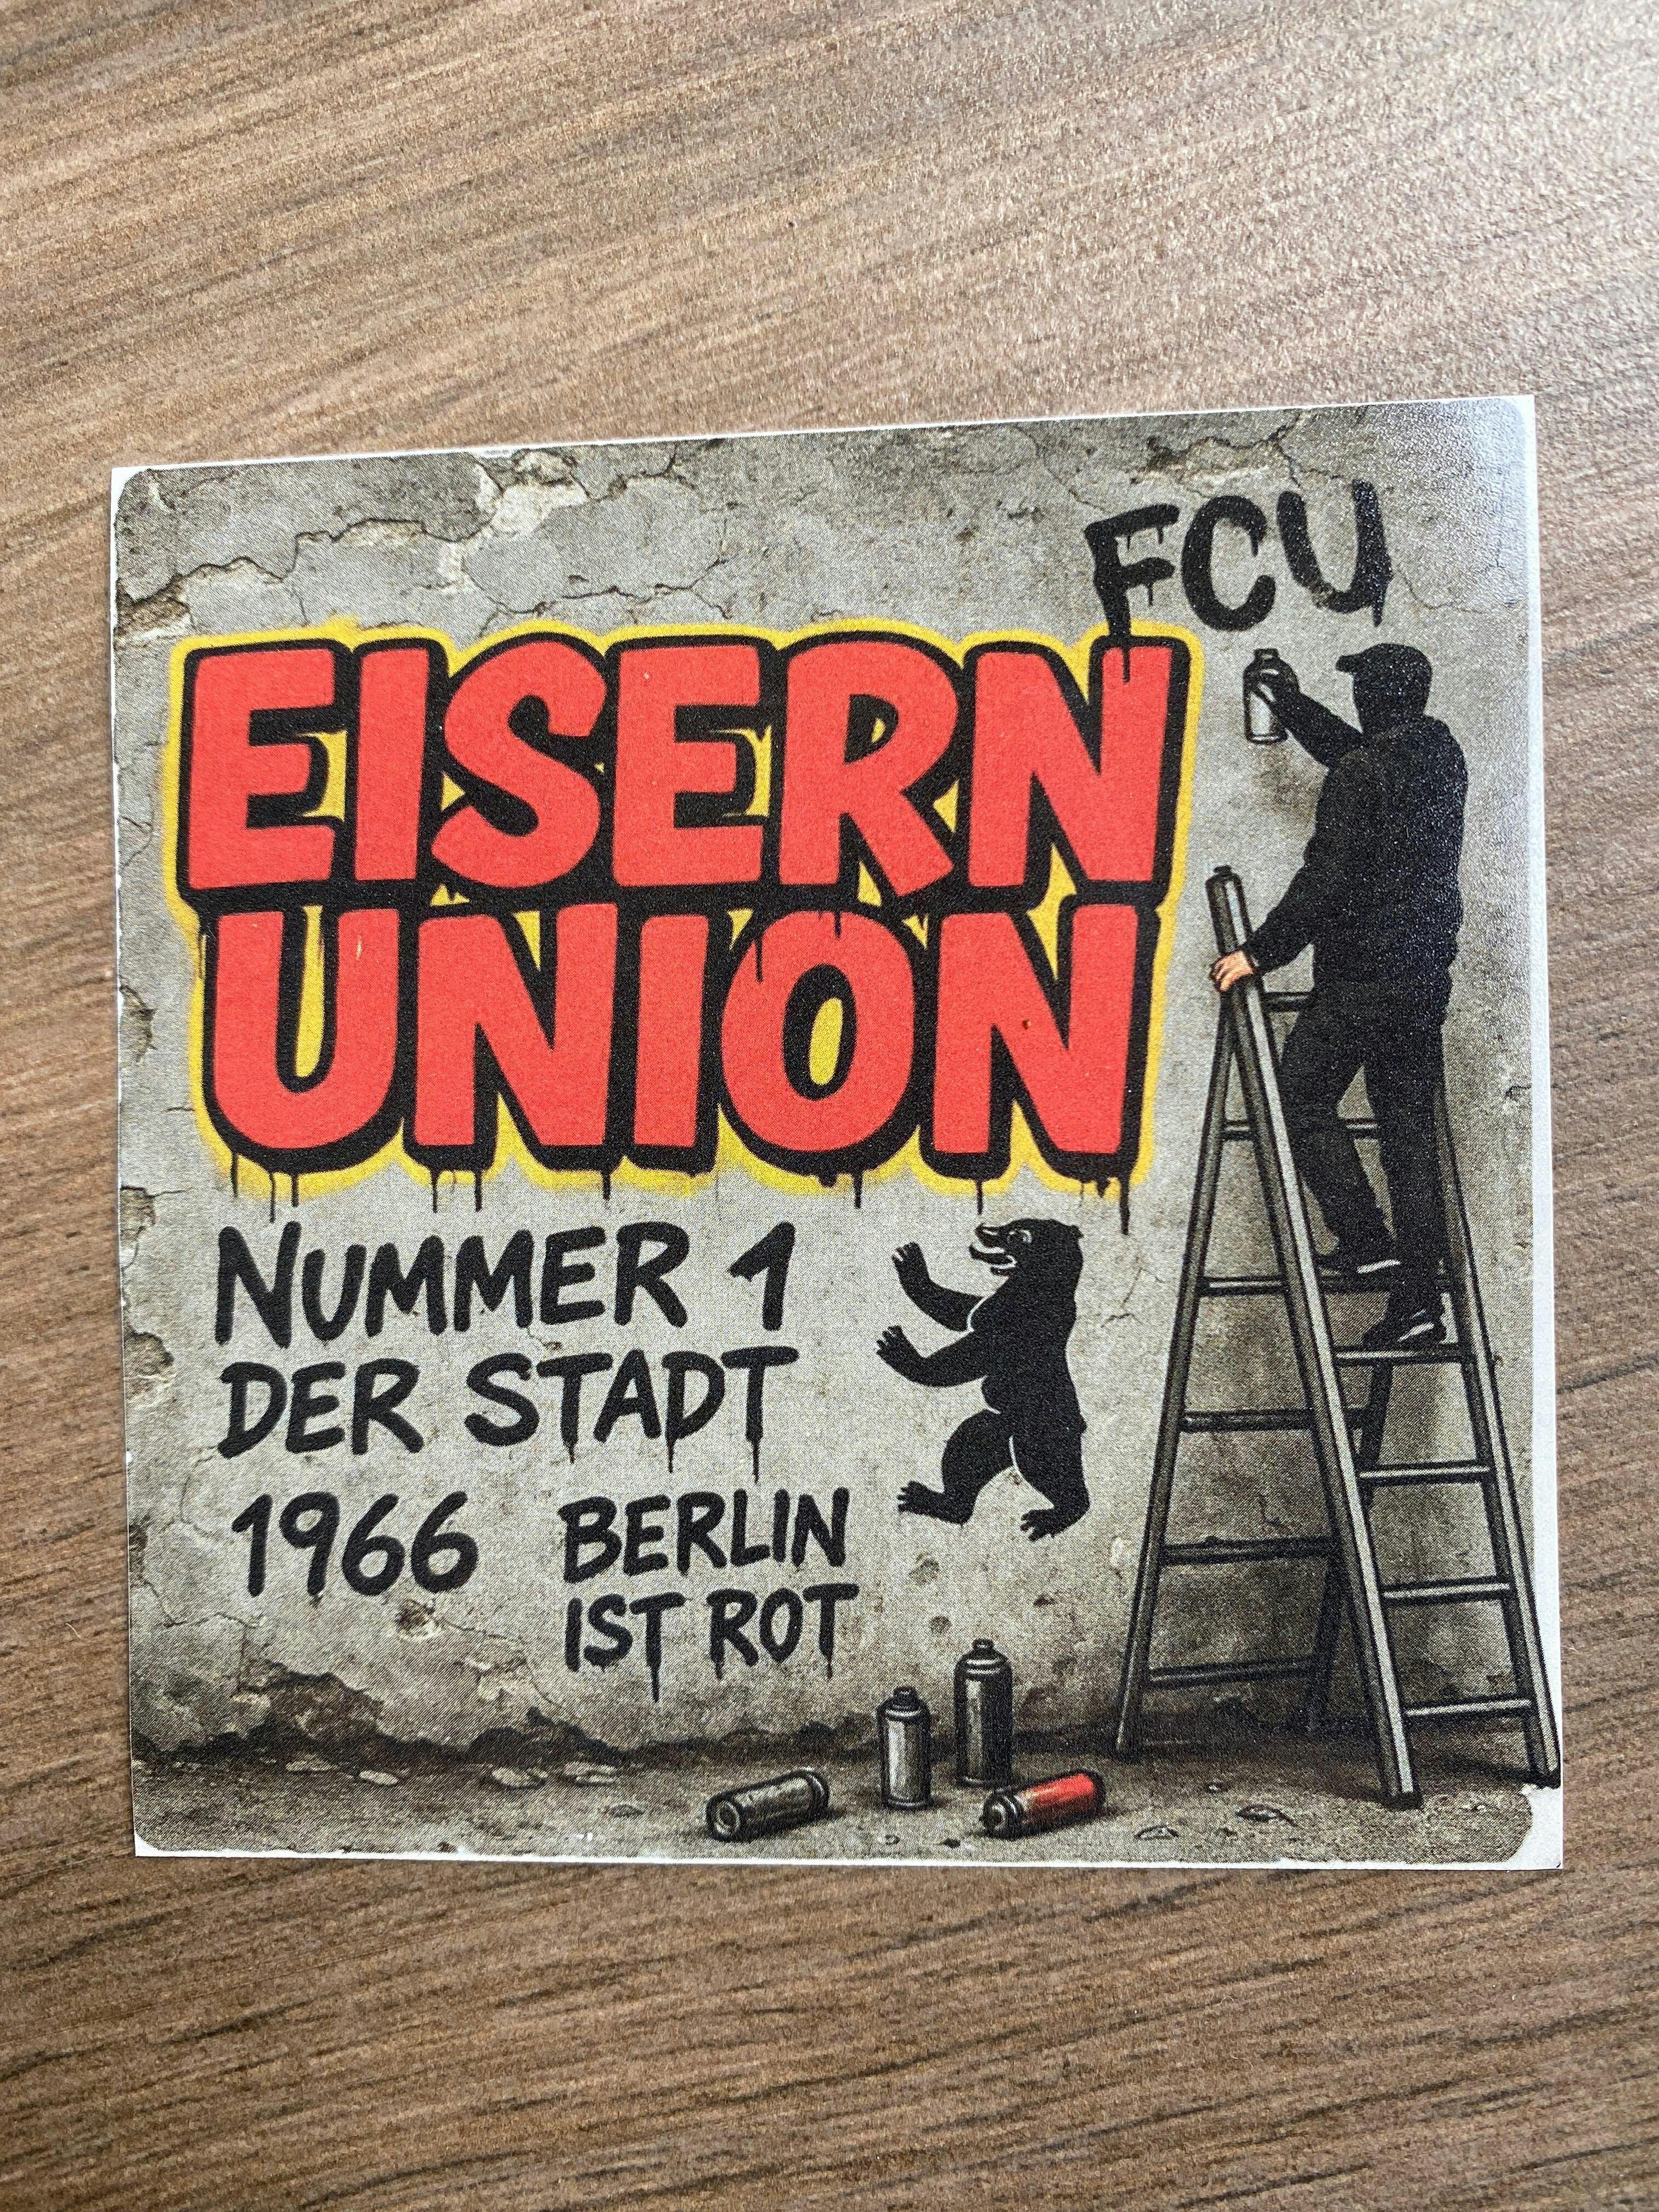 FCU
EISERN
UNION
NUMMER 1
DER STADT
1966
BERLIN
IST ROT